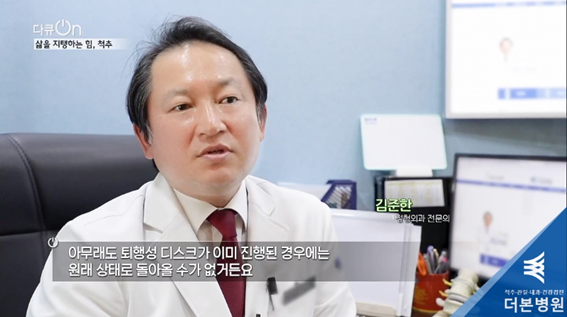 다큐On
삶을 지탱하는 힘, 척추
김준한
정형외과 전문의
아무래도 퇴행성 디스크가 이미 진행된 경우에는
원래 상태로 돌아올 수가 없거든요
척추·관절·내과·건강검진
더본병원